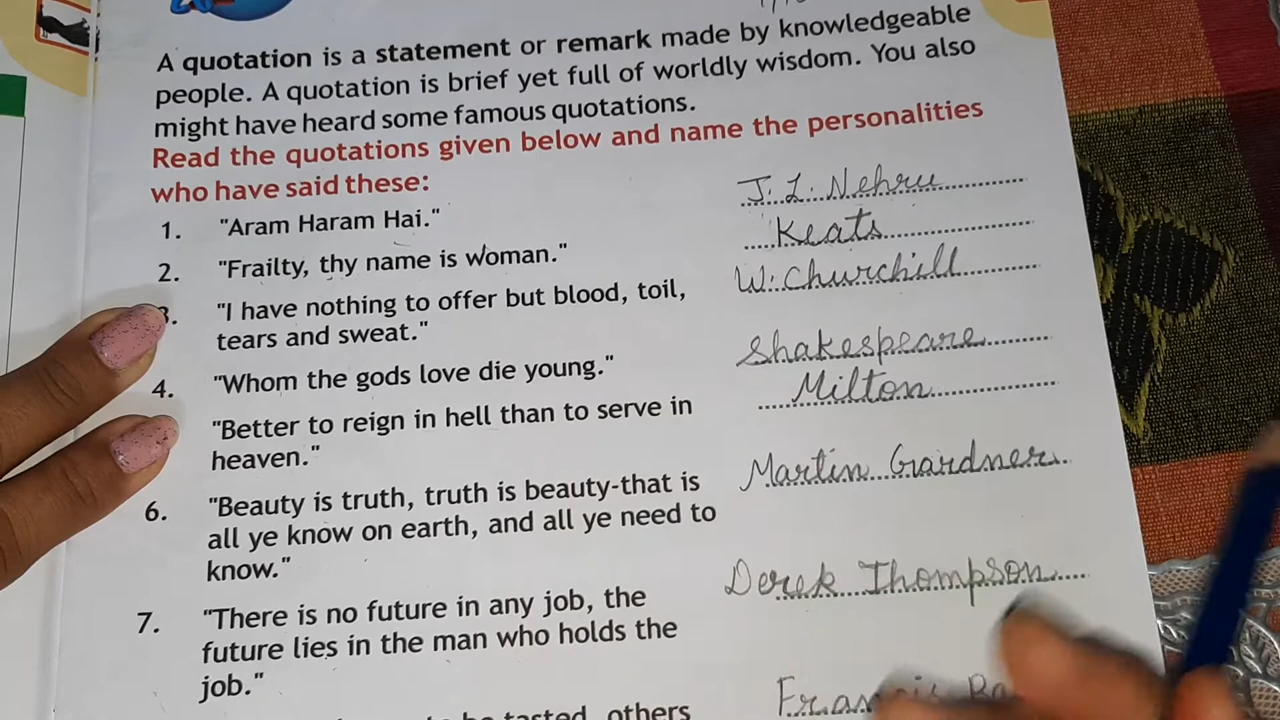 A quotation is a statement or remark made by knowledgeable
people. A quotation is brief yet full of worldly wisdom. You also
might have heard some famous quotations.
Read the quotations given below and name the personalities
who have said these:
1. "Aram Haram Hai." J. L. Nehru
2. "Frailty, thy name is woman." Keats
3. "I have nothing to offer but blood, toil, W. Churchill
tears and sweat."
4. "Whom the gods love die young." Shakespeare
"Better to reign in hell than to serve in Milton
heaven."
6. "Beauty is truth, truth is beauty-that is Martin Gardner
all ye know on earth, and all ye need to
know."
7. "There is no future in any job, the Derek Thompson
future lies in the man who holds the
job."
tasted, others Francis